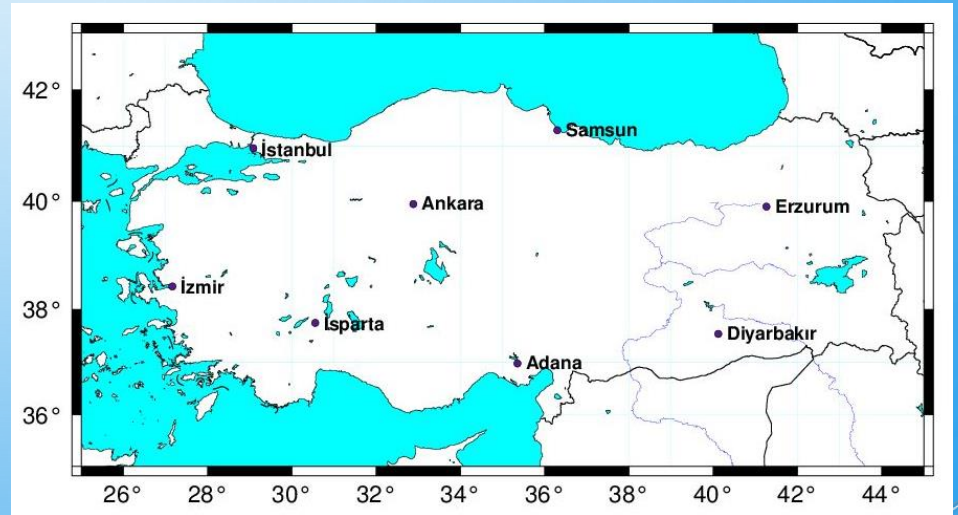 42°
Samsun
İstanbul
40°
Ankara
Erzurum
İzmir
38°
İsparta
Diyarbakır
Adana
36°
26° 28° 30° 32° 34° 36° 38° 40° 42° 44°